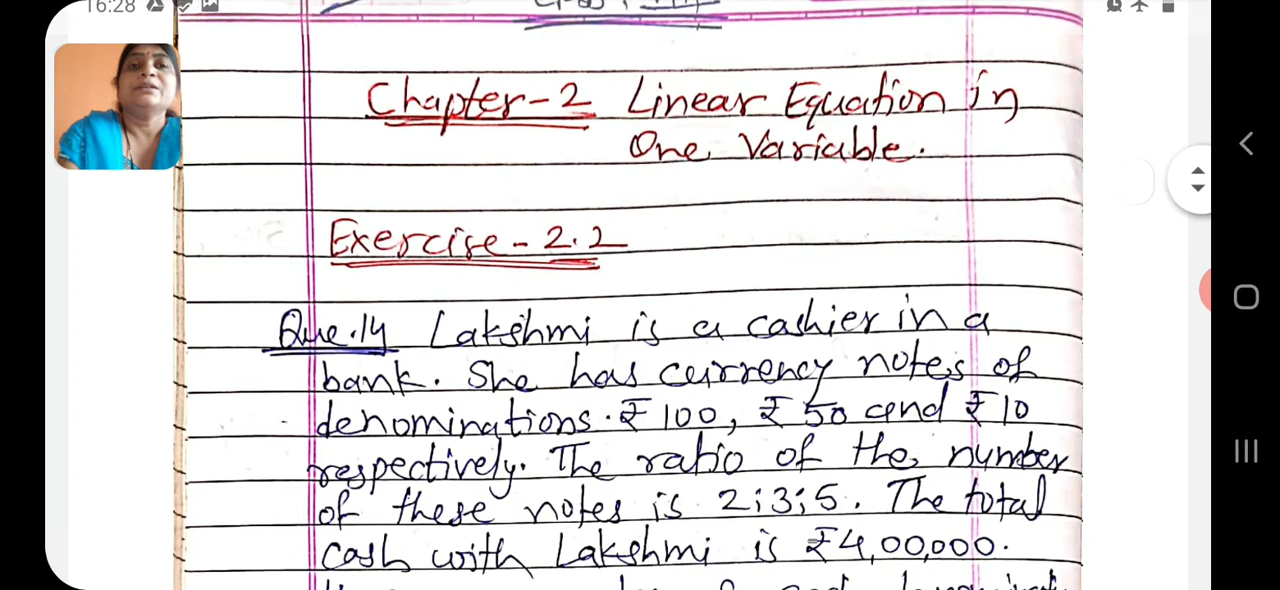 16:28
Chapter-2 Linear Equation in
One Variable.
Exercise-2.2
Que.14 Lakshmi is a cashier in a
bank. She has currency notes of
denominations. ₹100, ₹50 and ₹10
respectively. The ratio of the number
of these notes is 2:3:5. The total
cash with Lakshmi is ₹4,00,000.